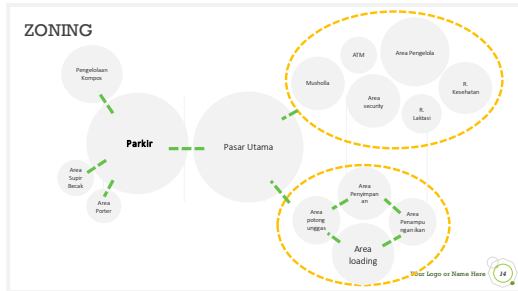 ZONING
Pengelolaan
Kompos
Parkir
Area
Supir
Becak
Area
Porter
Pasar Utama
Musholla
ATM
Area Pengelola
Area
security
R.
Laktasi
R.
Kesehatan
Area
Penyimpan
an
Area
potong
unggas
Area
Penampu
ngan ikan
Area
loading
Your Logo or Name Here
14